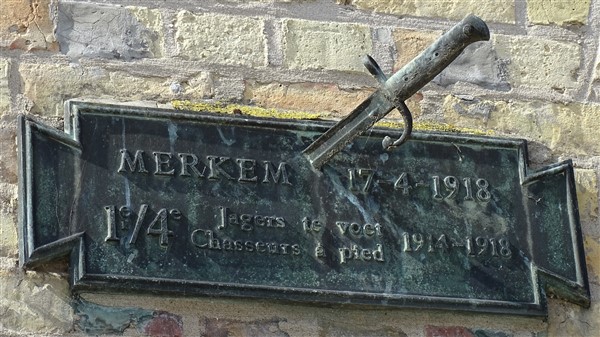 MERKEM 17-4-1918
1e/4e Jagers te voet 1914-1918
Chasseurs à pied